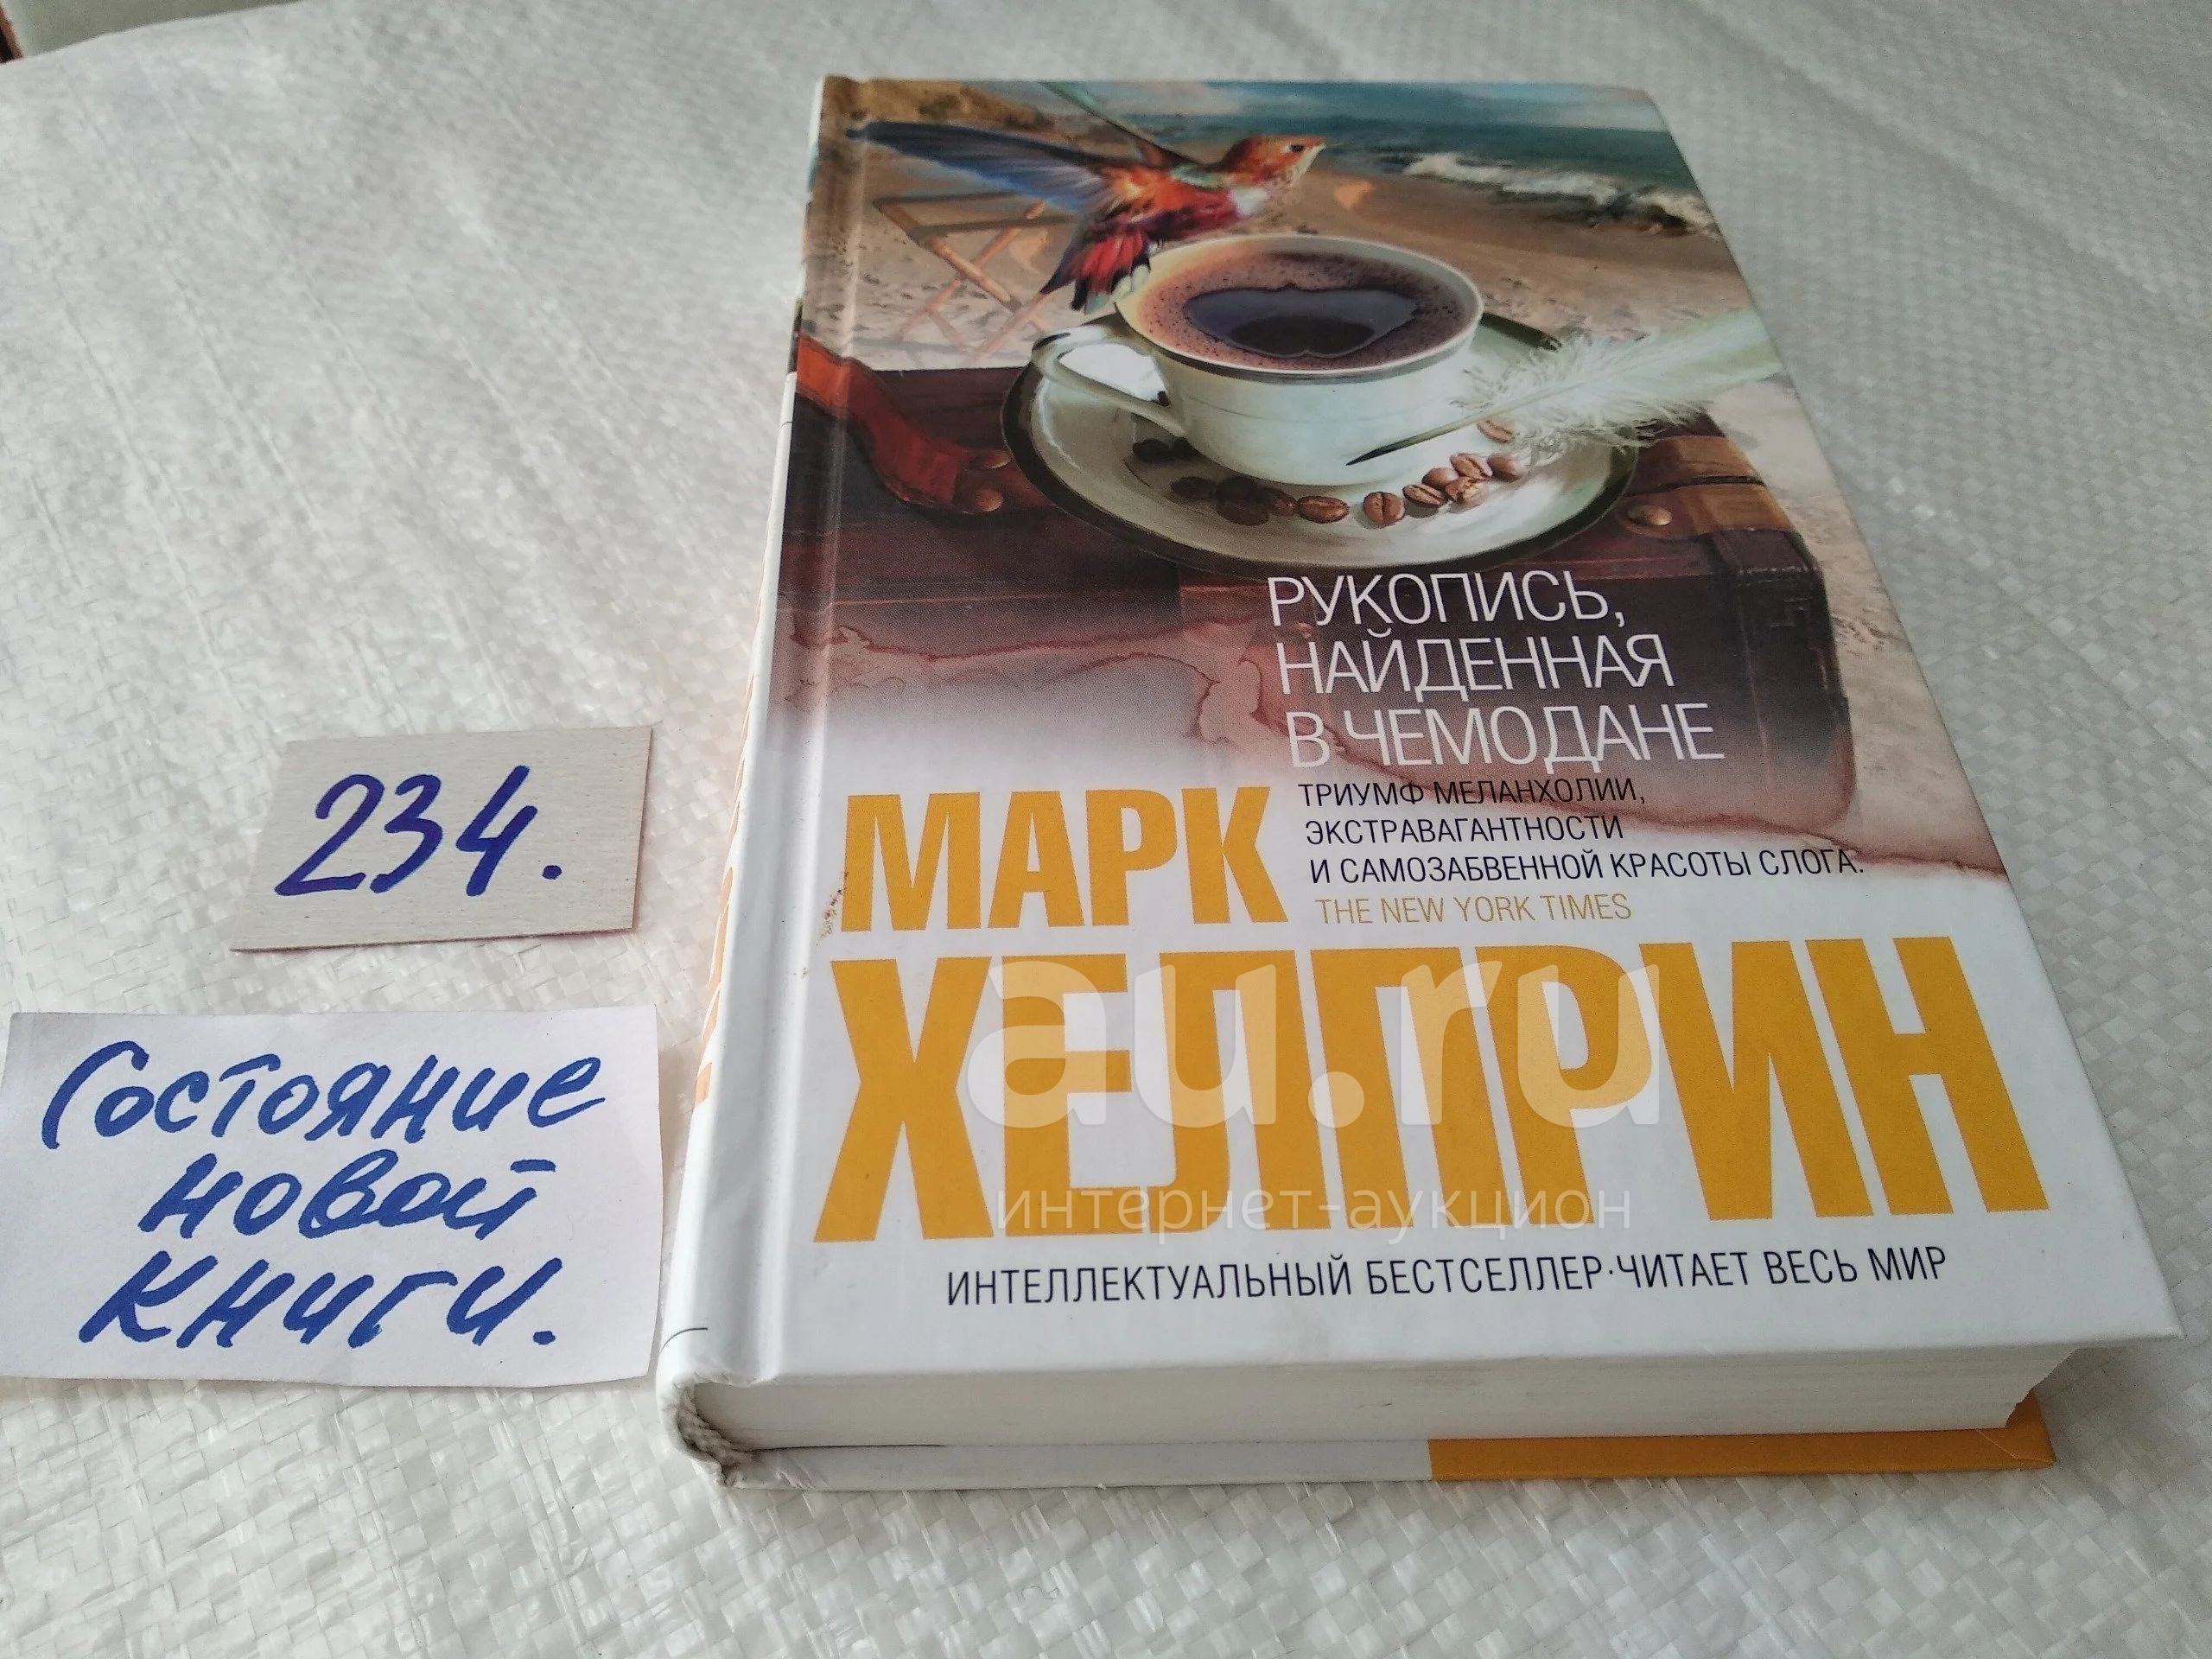 РУКОПИСЬ,
НАЙДЕННАЯ
В ЧЕМОДАНЕ
ТРИУМФ МЕЛАНХОЛИИ,
ЭКСТРАВАГАНТНОСТИ
И САМОЗАБВЕННОЙ КРАСОТЫ СЛОГА.
THE NEW YORK TIMES
МАРК
ХЕЛПРИН
ИНТЕЛЛЕКТУАЛЬНЫЙ БЕСТСЕЛЛЕР·ЧИТАЕТ ВЕСЬ МИР
234.
Состояние
новой
книги.
au.ru
интернет-аукцион